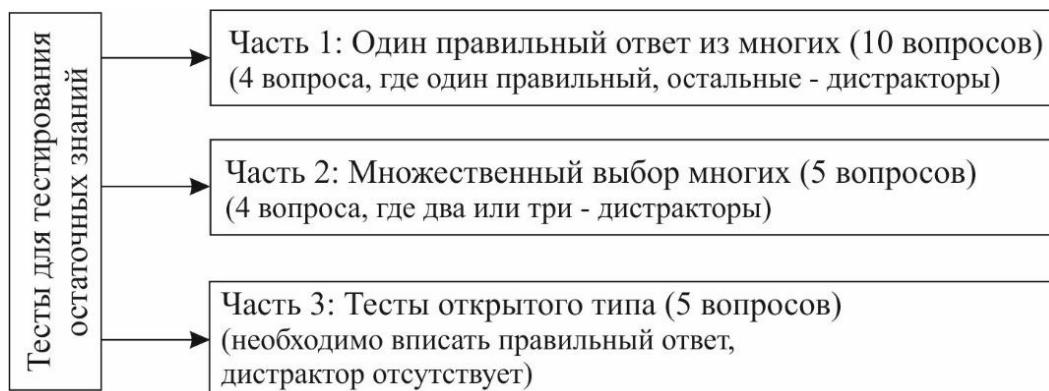 Тесты для тестирования
остаточных знаний
Часть 1: Один правильный ответ из многих (10 вопросов)
(4 вопроса, где один правильный, остальные - дистракторы)
Часть 2: Множественный выбор многих (5 вопросов)
(4 вопроса, где два или три - дистракторы)
Часть 3: Тесты открытого типа (5 вопросов)
(необходимо вписать правильный ответ,
дистрактор отсутствует)